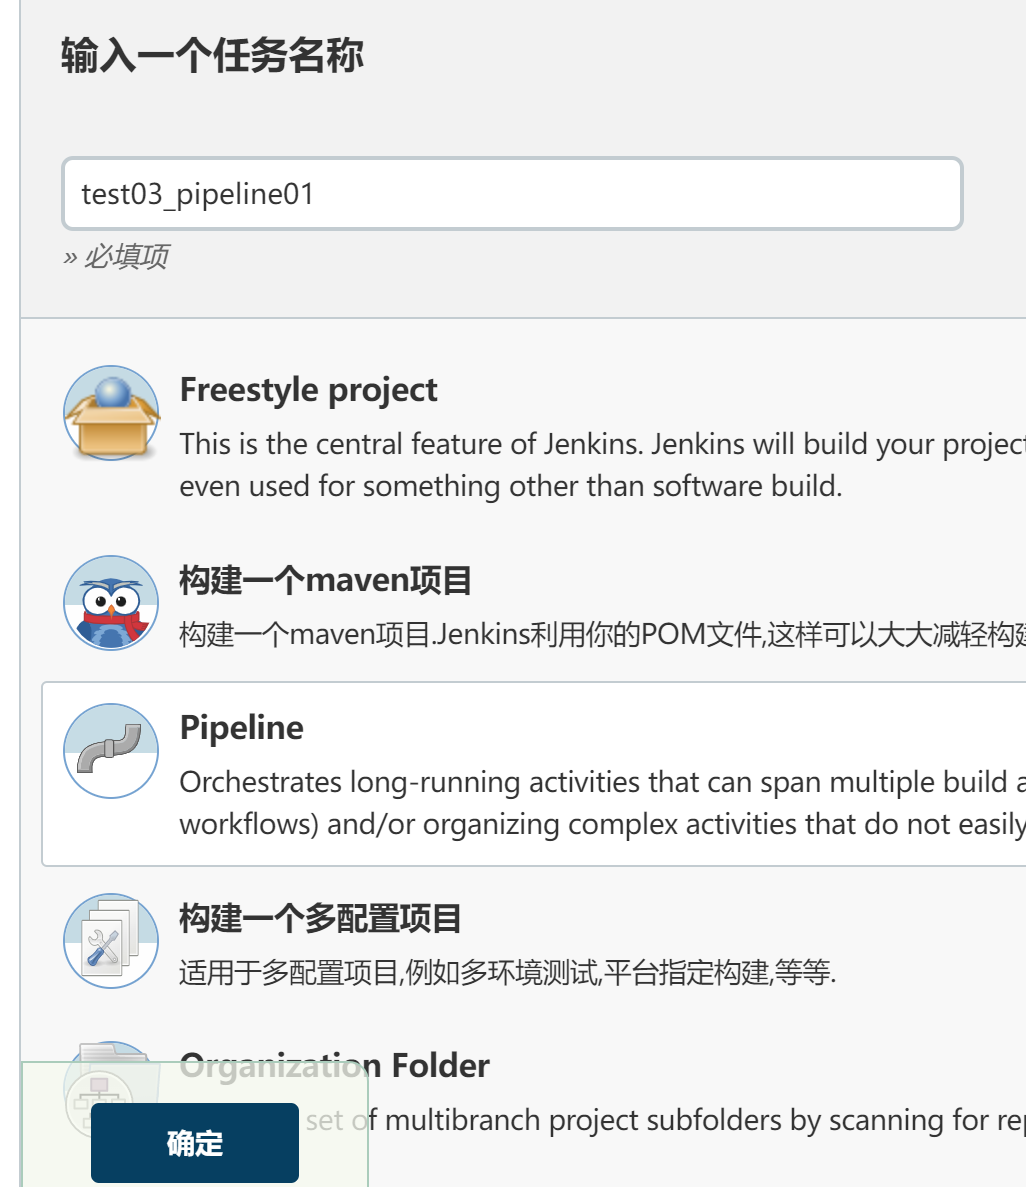 输入一个任务名称
test03_pipeline01
» 必填项
Freestyle project
This is the central feature of Jenkins. Jenkins will build your project
even used for something other than software build.
构建一个maven项目
构建一个maven项目.Jenkins利用你的POM文件,这样可以大大减轻构建
Pipeline
Orchestrates long-running activities that can span multiple build
workflows) and/or organizing complex activities that do not easily
构建一个多配置项目
适用于多配置项目,例如多环境测试,平台指定构建,等等.
Organization Folder
set of multibranch project subfolders by scanning for
确定